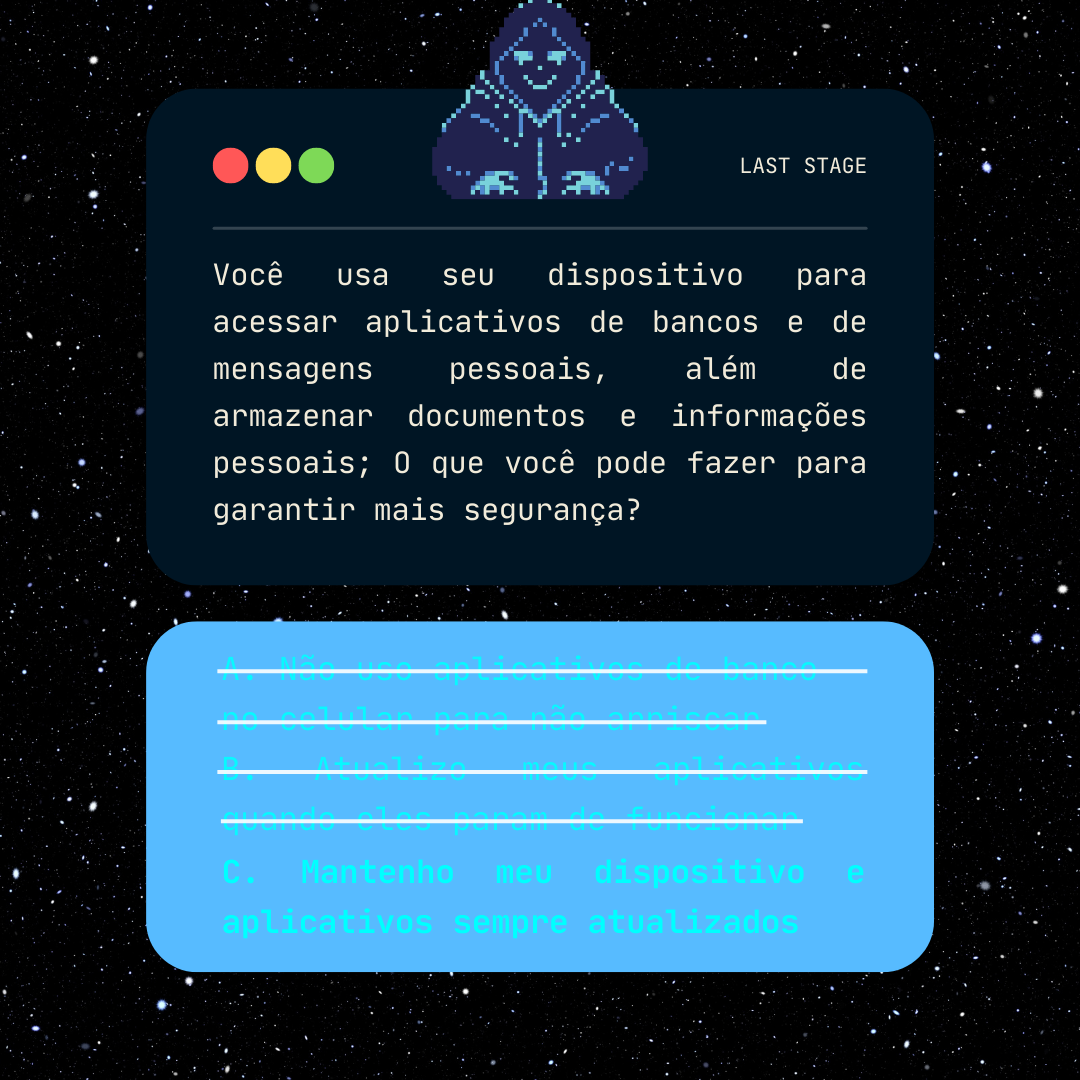 LAST STAGE
Você usa seu dispositivo para
acessar aplicativos de bancos e de
mensagens pessoais, além de
armazenar documentos e informações
pessoais; O que você pode fazer para
garantir mais segurança?
A. Não uso aplicativos de banco
no celular para não arriscar
B. Atualizo meus aplicativos
quando eles param de funcionar
C. Mantenho meu dispositivo e
aplicativos sempre atualizados